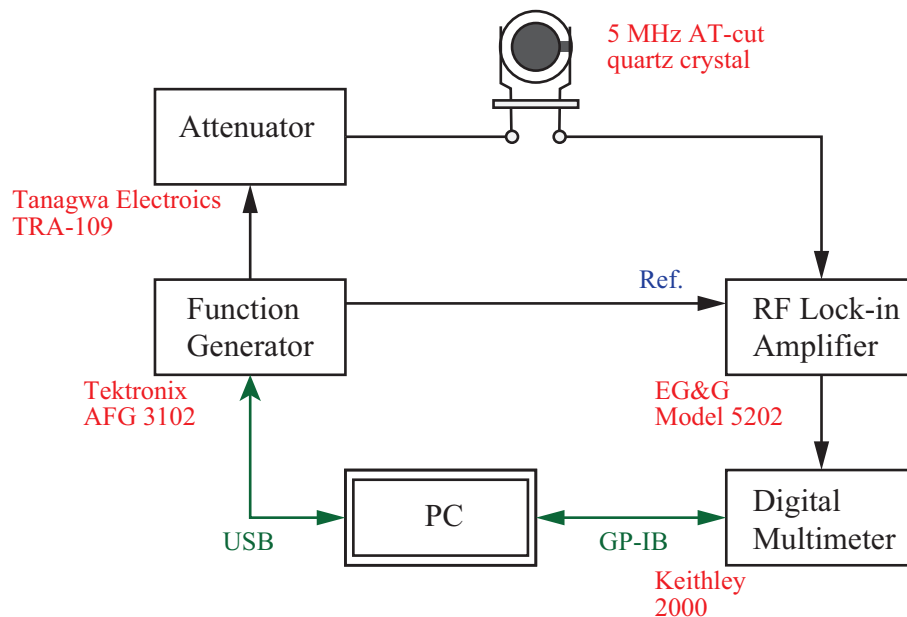 5 MHz AT-cut
quartz crystal
Attenuator
Tanagwa Electroics
TRA-109
Ref.
Function
Generator
RF Lock-in
Amplifier
Tektronix
AFG 3102
EG&G
Model 5202
PC
Digital
Multimeter
USB
GP-IB
Keithley
2000